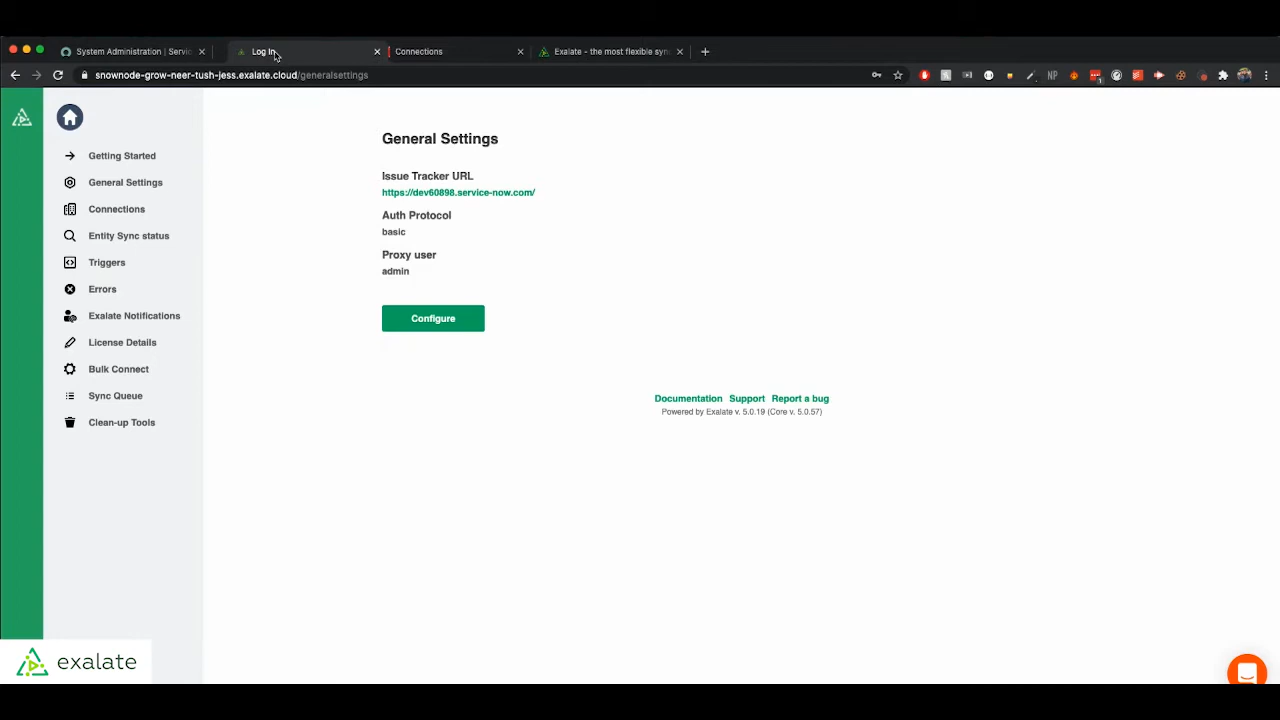 System Administration | Servic
Log In
Connections
Exalate - the most flexible sync
snownode-grow-neer-tush-jess.exalate.cloud/generalsettings
NP
Getting Started
General Settings
Connections
Entity Sync status
Triggers
Errors
Exalate Notifications
License Details
Bulk Connect
Sync Queue
Clean-up Tools
General Settings
Issue Tracker URL
https://dev60898.service-now.com/
Auth Protocol
basic
Proxy user
admin
Configure
Documentation Support Report a bug
Powered by Exalate v. 5.0.19 (Core v. 5.0.57)
exalate